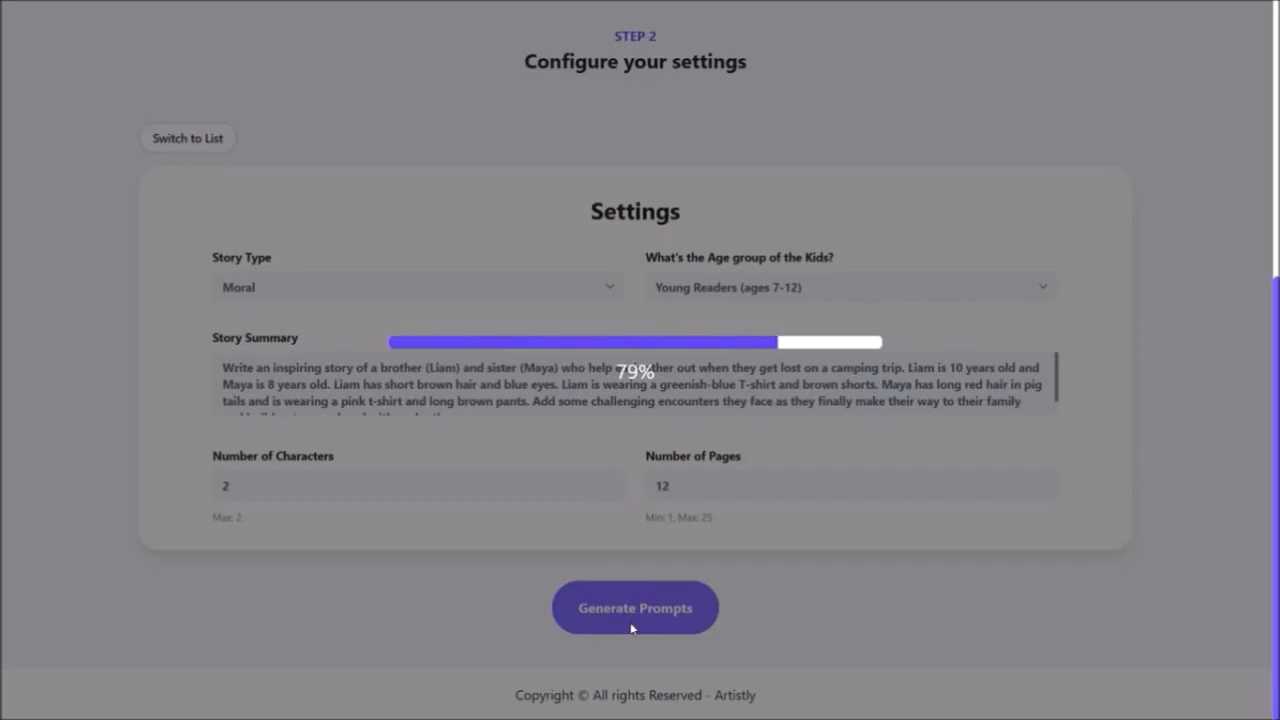 STEP 2
Configure your settings
Switch to List
Settings
Story Type
What's the Age group of the Kids?
Moral
Young Readers (ages 7-12)
Story Summary
Write an inspiring story of a brother (Liam) and sister (Maya) who help other out when they get lost on a camping trip. Liam is 10 years old and
79%
Maya is 8 years old. Liam has short brown hair and blue eyes. Liam is wearing a greenish-blue T-shirt and brown shorts. Maya has long red hair in pig
tails and is wearing a pink t-shirt and long brown pants. Add some challenging encounters they face as they finally make their way to their family
Number of Characters
Number of Pages
2
12
Max: 2
Min: 1, Max: 25
Generate Prompts
Copyright © All rights Reserved - Artistly